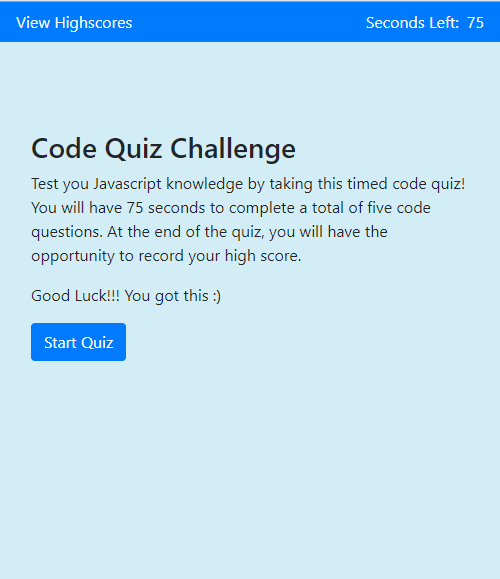 View Highscores
Seconds Left: 75
Code Quiz Challenge
Test you Javascript knowledge by taking this timed code quiz!
You will have 75 seconds to complete a total of five code
questions. At the end of the quiz, you will have the
opportunity to record your high score.
Good Luck!!! You got this :)
Start Quiz